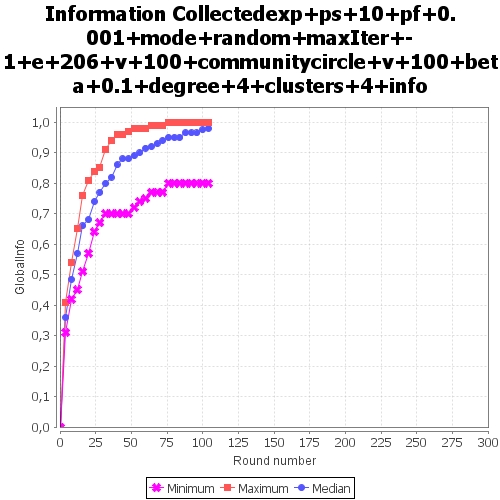 Information Collectedexp+ps+10+pf+0.
001+mode+random+maxIter+-
1+e+206+v+100+communitycircle+v+100+bet
a+0.1+degree+4+clusters+4+info
1,0
0,9
0,8
0,7
0,6
0,5
0,4
0,3
0,2
0,1
0,0
GlobalInfo
0 25 50 75 100 125 150 175 200 225 250 275 300
Round number
Minimum Maximum Median